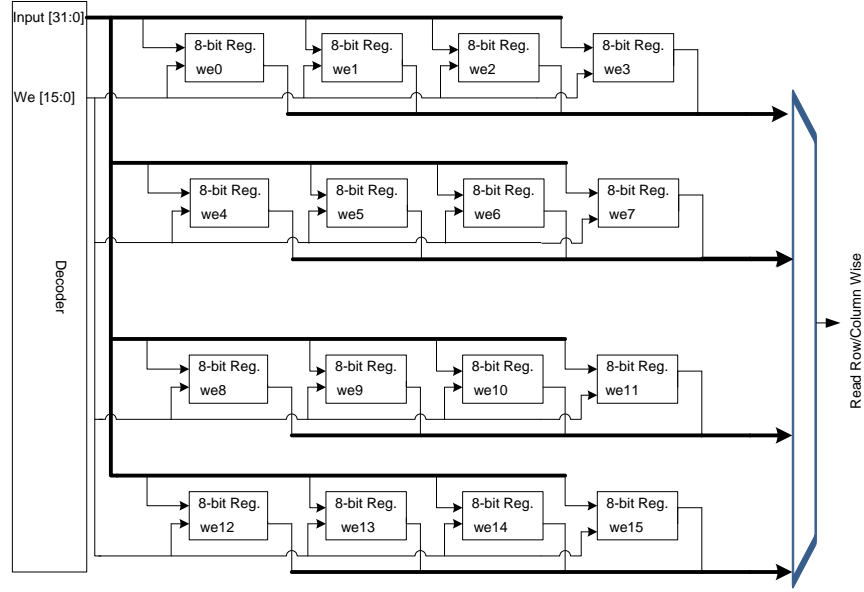 Input [31:0]
We [15:0]
Decoder
8-bit Reg.
we0
8-bit Reg.
we1
8-bit Reg.
we2
8-bit Reg.
we3
8-bit Reg.
we4
8-bit Reg.
we5
8-bit Reg.
we6
8-bit Reg.
we7
8-bit Reg.
we8
8-bit Reg.
we9
8-bit Reg.
we10
8-bit Reg.
we11
8-bit Reg.
we12
8-bit Reg.
we13
8-bit Reg.
we14
8-bit Reg.
we15
Read Row/Column Wise